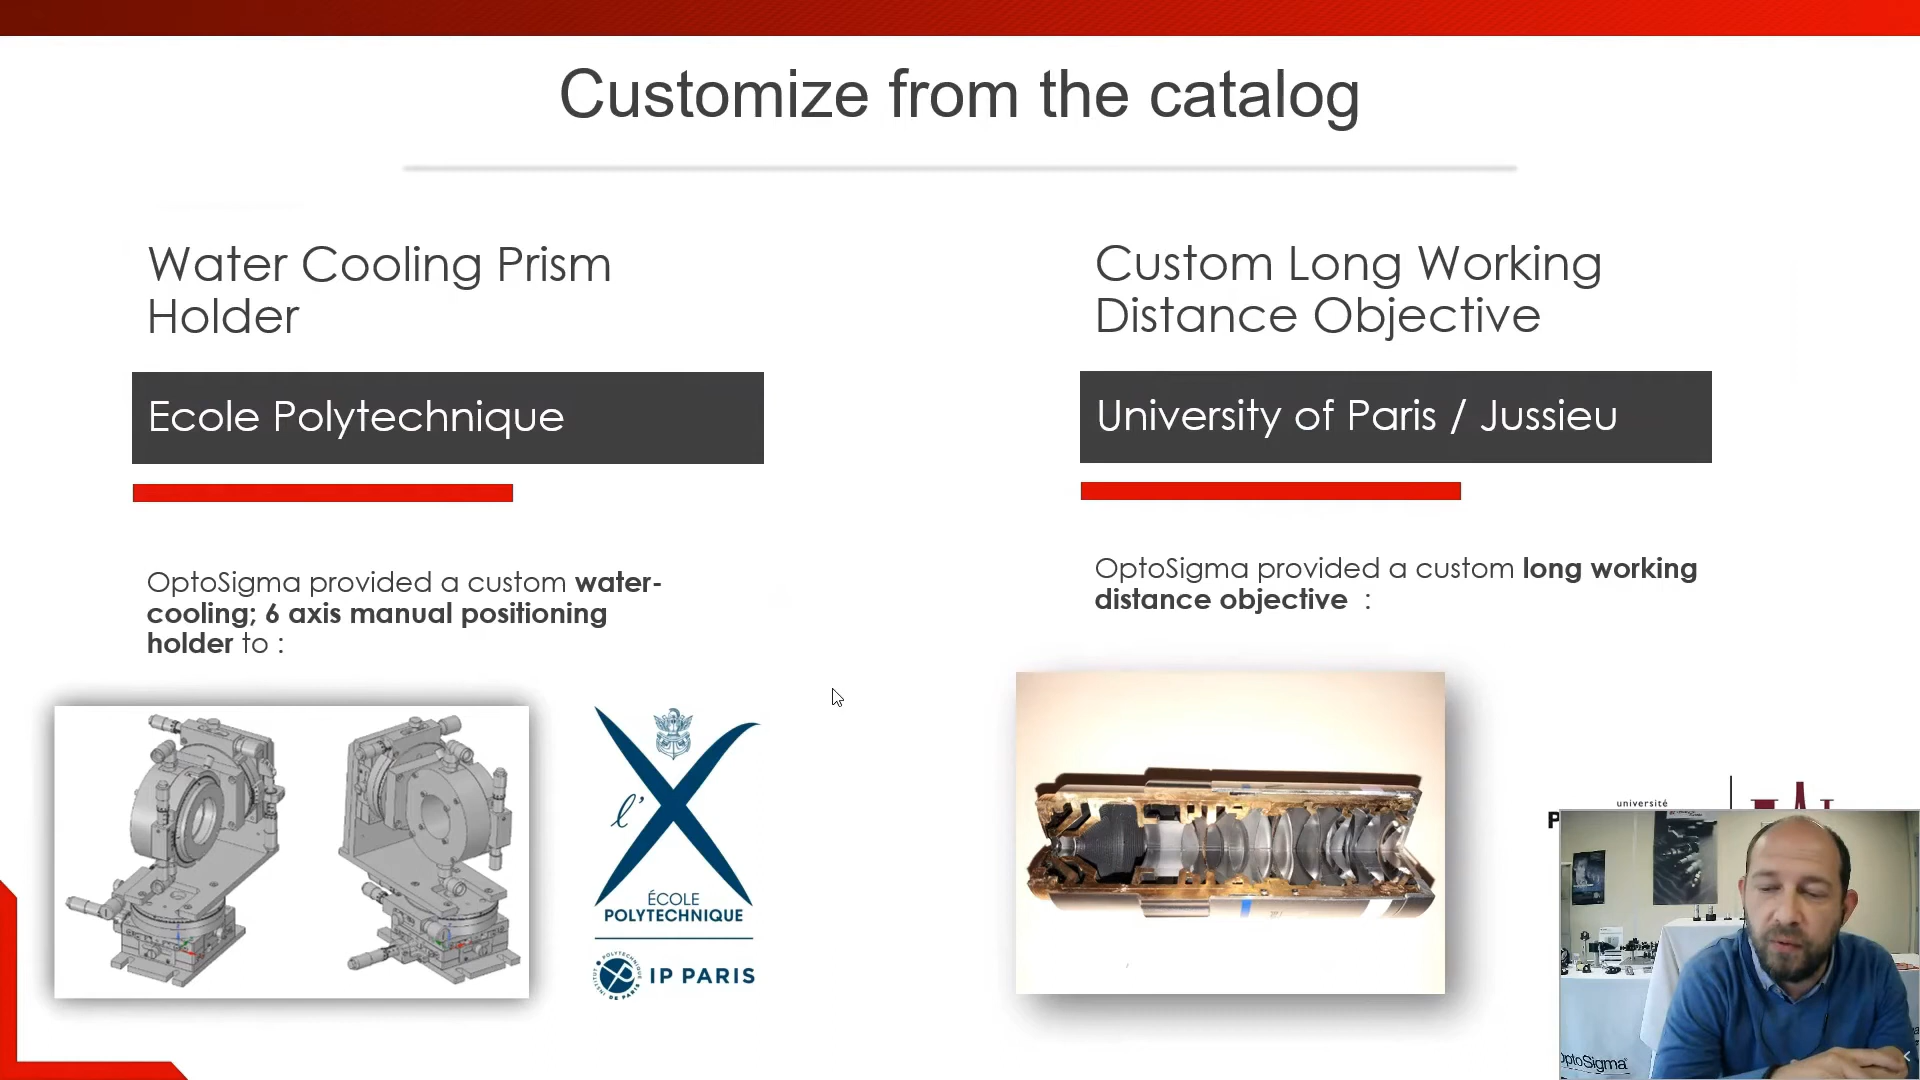 Customize from the catalog
Water Cooling Prism
Holder
Ecole Polytechnique
OptoSigma provided a custom water-
cooling; 6 axis manual positioning
holder to :
l'X
ÉCOLE
POLYTECHNIQUE
IP PARIS
Custom Long Working
Distance Objective
University of Paris / Jussieu
OptoSigma provided a custom long working
distance objective :
université
P
ptoSigma